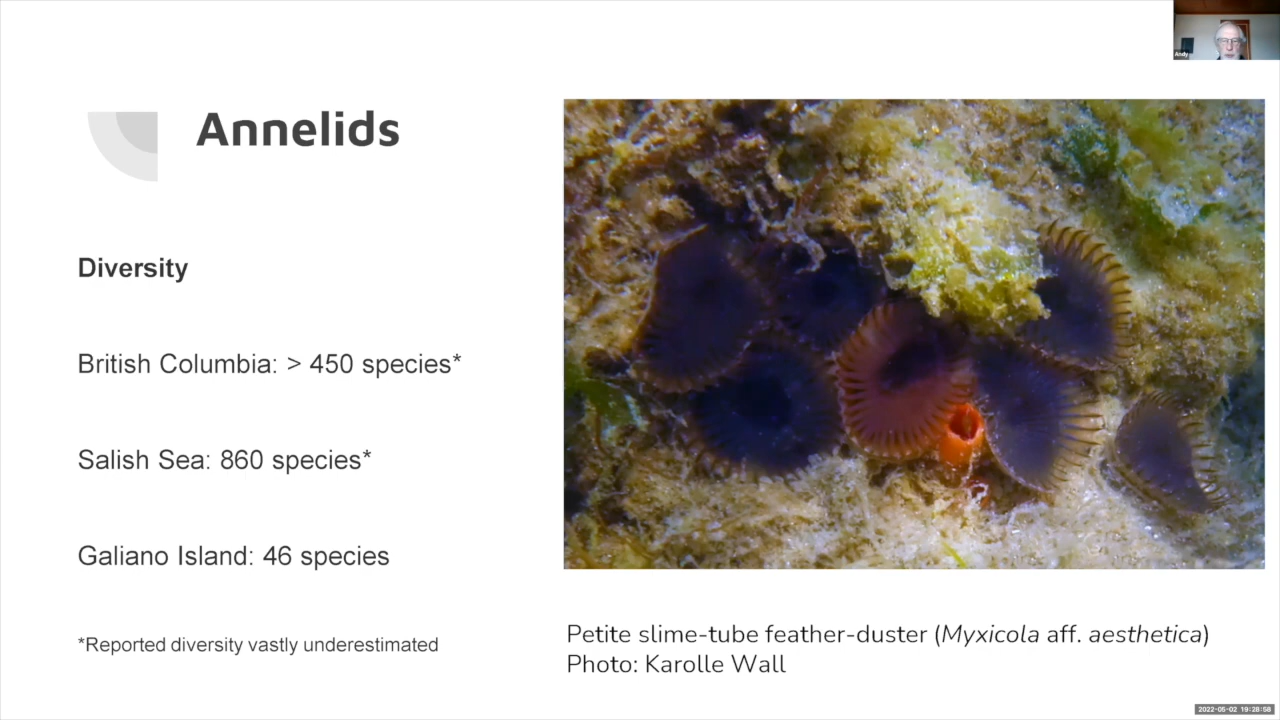 Andy
Annelids
Diversity
British Columbia: > 450 species*
Salish Sea: 860 species*
Galiano Island: 46 species
*Reported diversity vastly underestimated
Petite slime-tube feather-duster (Myxicola aff. aesthetica)
Photo: Karolle Wall
2022-05-02 19:28:58